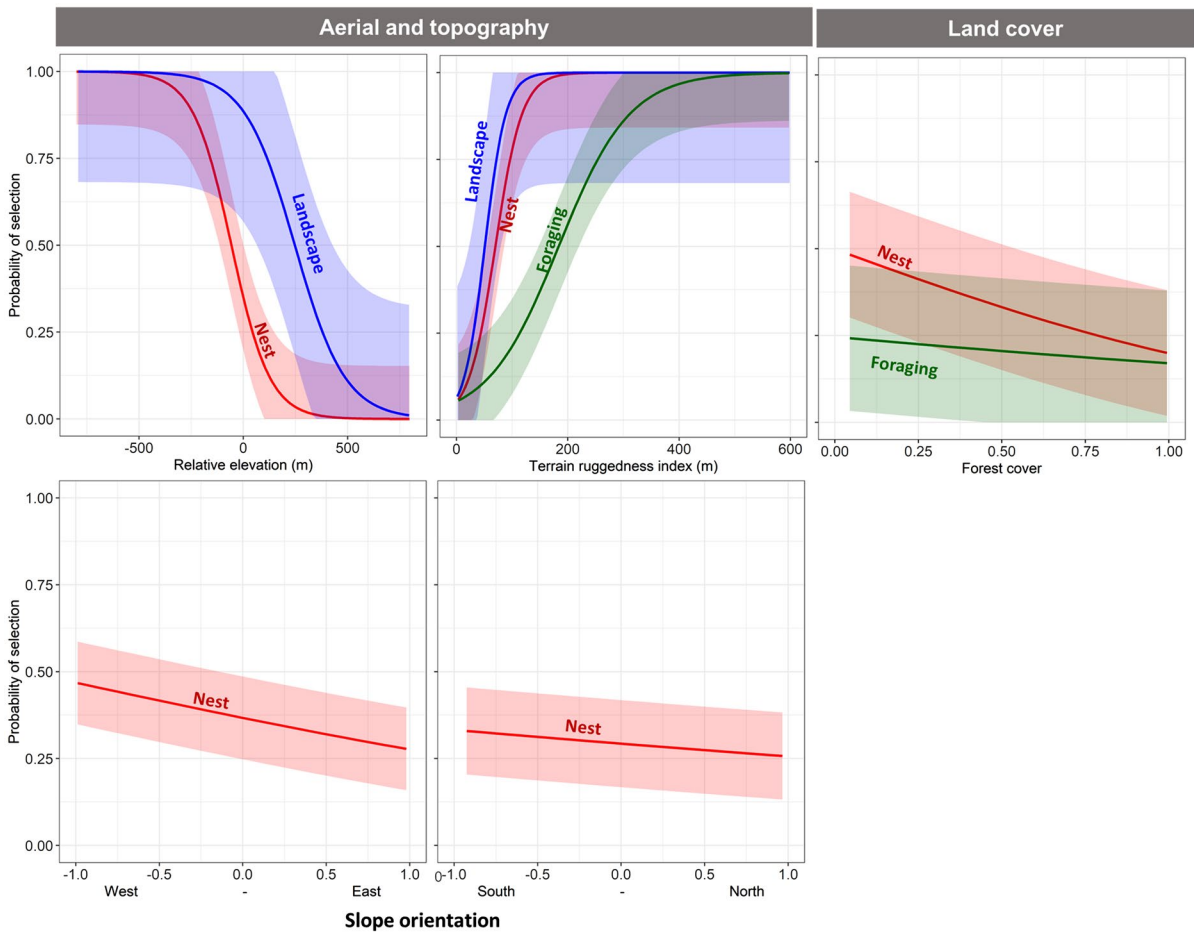 Aerial and topography
Land cover
Probability of selection
1.00
0.75
0.50
0.25
0.00
Landscape
Nest
-500
0
500
Relative elevation (m)
Landscape
Nest
Foraging
0
200
400
600
Terrain ruggedness index (m)
Nest
Foraging
0.00
0.25
0.50
0.75
1.00
Forest cover
Probability of selection
1.00
0.75
0.50
0.25
0.00
Nest
-1.0
-0.5
0.0
0.5
1.0
West
-
East
Nest
0
-1.0
-0.5
0.0
0.5
1.0
South
-
North
Slope orientation